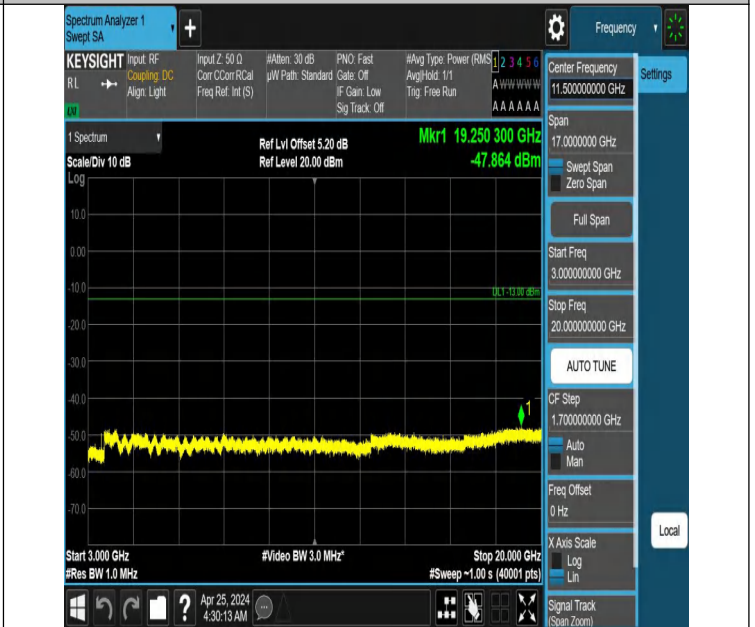 Spectrum Analyzer 1
Swept SA
+
Frequency
KEYSIGHT
RL
LXI
Input: RF
Coupling: DC
Align: Light
Input Z: 50 Ω
Corr CCorr RCal
Freq Ref: Int (S)
#Atten: 30 dB
µW Path: Standard
PNO: Fast
Gate: Off
IF Gain: Low
Sig Track: Off
#Avg Type: Power (RMS
Avg|Hold: 1/1
Trig: Free Run
1 2 3 4 5 6
A W W W W W
A A A A A A
1 Spectrum
Scale/Div 10 dB
Ref Lvl Offset 5.20 dB
Ref Level 20.00 dBm
Mkr1 19.250 300 GHz
-47.864 dBm
Log
10.0
0.00
-10.0
DL1 -13.00 dBm
-20.0
-30.0
-40.0
1
-50.0
-60.0
-70.0
Start 3.000 GHz
#Res BW 1.0 MHz
#Video BW 3.0 MHz*
Stop 20.000 GHz
#Sweep ~1.00 s (40001 pts)
?
Apr 25, 2024
4:30:13 AM
Center Frequency
11.500000000 GHz
Settings
Span
17.0000000 GHz
Swept Span
Zero Span
Full Span
Start Freq
3.000000000 GHz
Stop Freq
20.000000000 GHz
AUTO TUNE
CF Step
1.700000000 GHz
Auto
Man
Freq Offset
0 Hz
X Axis Scale
Log
Lin
Local
Signal Track
(Span Zoom)